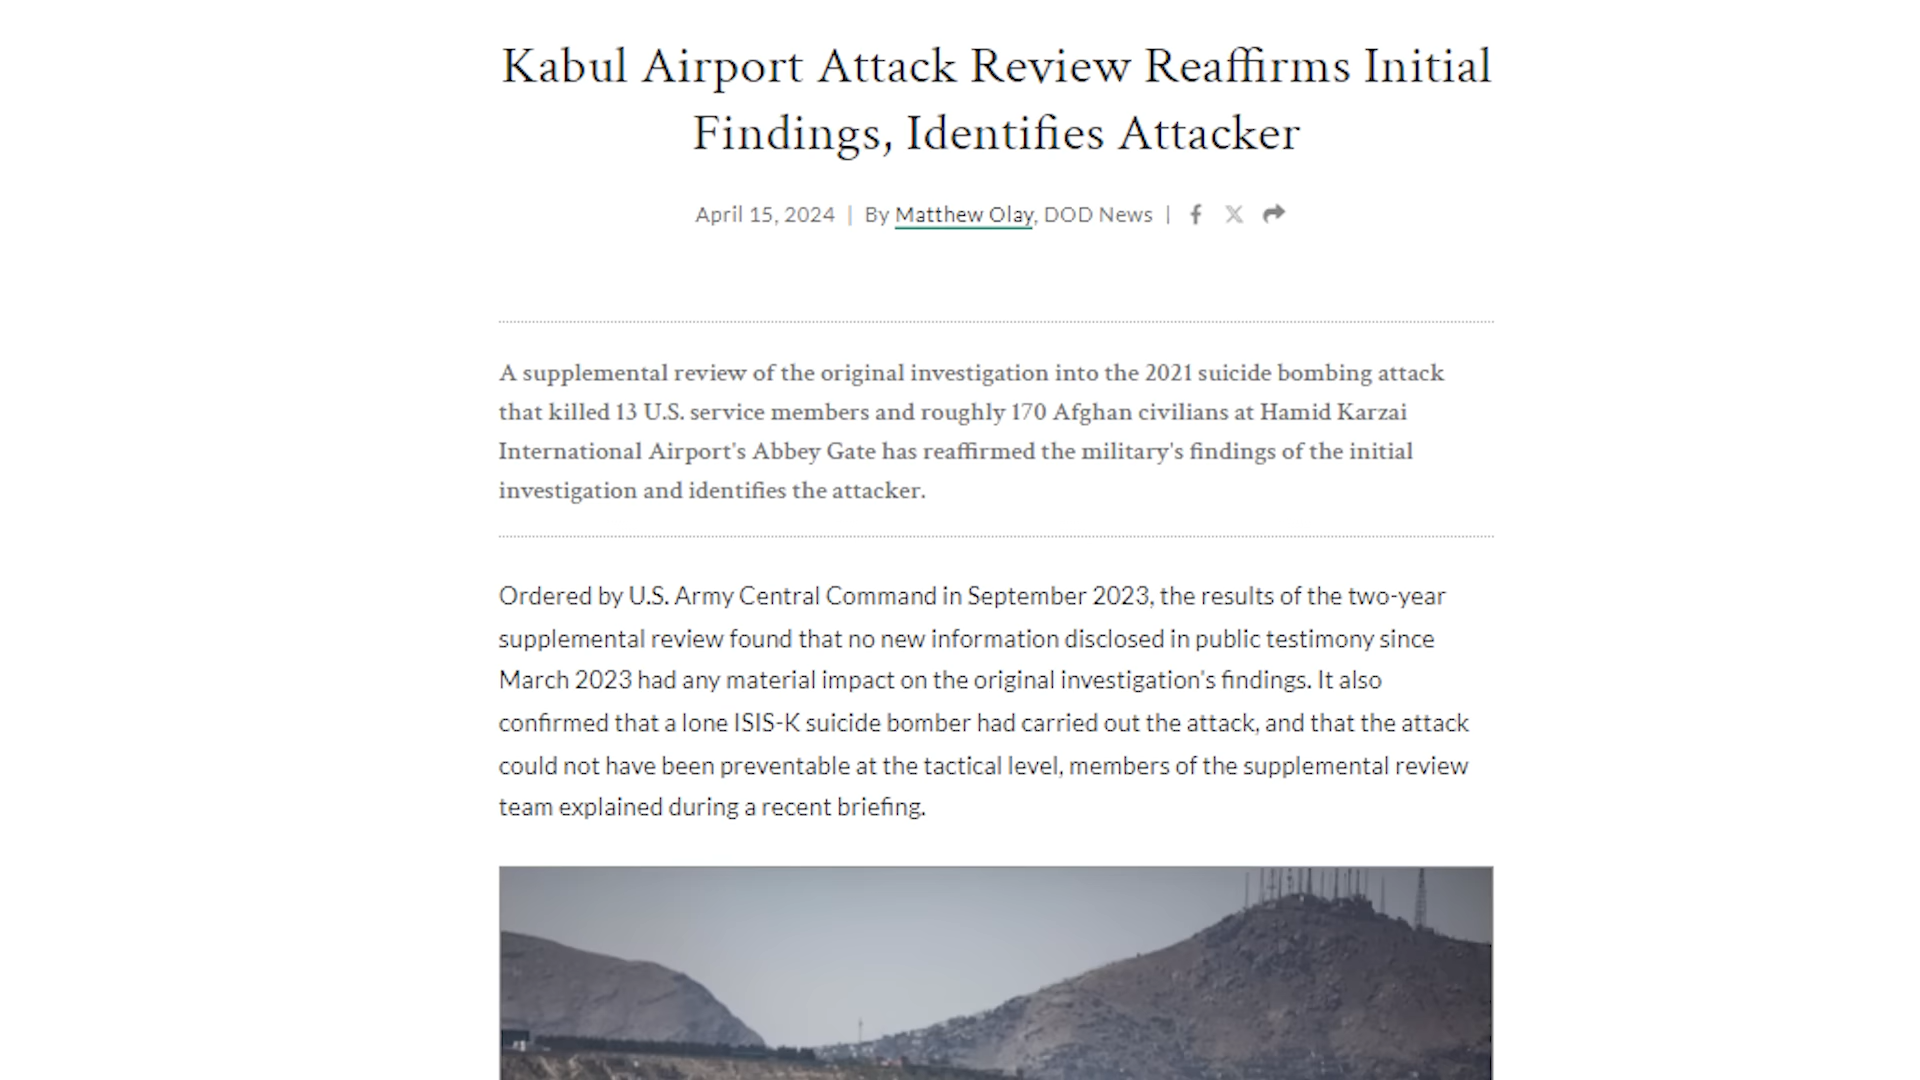 Kabul Airport Attack Review Reaffirms Initial
Findings, Identifies Attacker
April 15, 2024 | By Matthew Olay, DOD News |
A supplemental review of the original investigation into the 2021 suicide bombing attack
that killed 13 U.S. service members and roughly 170 Afghan civilians at Hamid Karzai
International Airport's Abbey Gate has reaffirmed the military's findings of the initial
investigation and identifies the attacker.
Ordered by U.S. Army Central Command in September 2023, the results of the two-year
supplemental review found that no new information disclosed in public testimony since
March 2023 had any material impact on the original investigation's findings. It also
confirmed that a lone ISIS-K suicide bomber had carried out the attack, and that the attack
could not have been preventable at the tactical level, members of the supplemental review
team explained during a recent briefing.